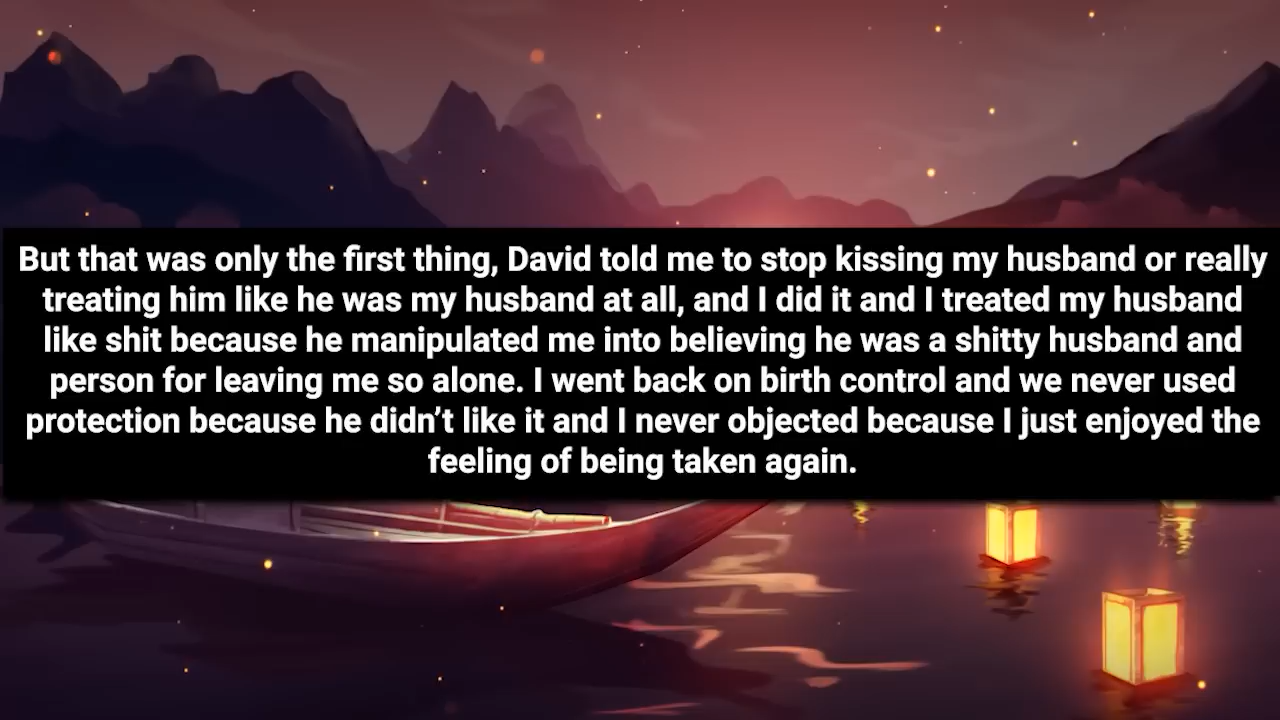 But that was only the first thing, David told me to stop kissing my husband or really
treating him like he was my husband at all, and I did it and I treated my husband
like shit because he manipulated me into believing he was a shitty husband and
person for leaving me so alone. I went back on birth control and we never used
protection because he didn’t like it and I never objected because I just enjoyed the
feeling of being taken again.